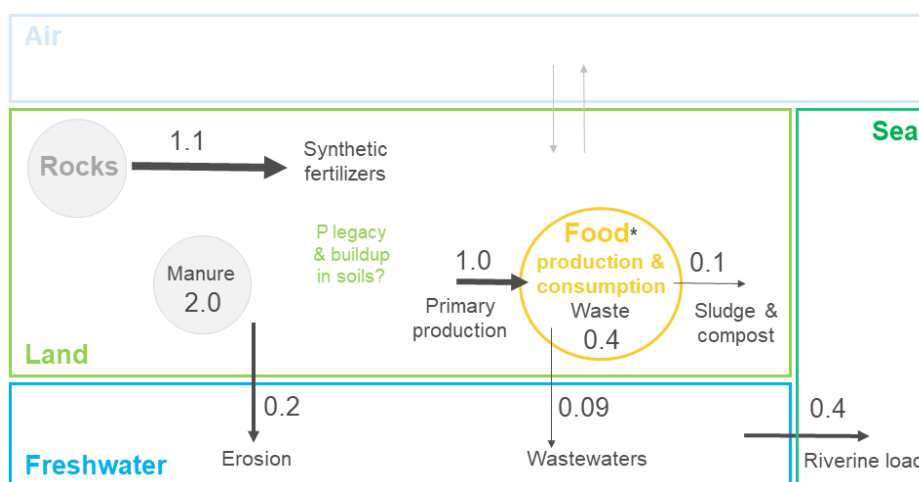 Air
Sea
Rocks
1.1
Synthetic
fertilizers
P legacy
& buildup
in soils?
Manure
2.0
1.0
Primary
production
Food*
production &
consumption
Waste
0.4
0.1
Sludge &
compost
Land
0.2
Erosion
0.09
Wastewaters
0.4
Riverine load
Freshwater